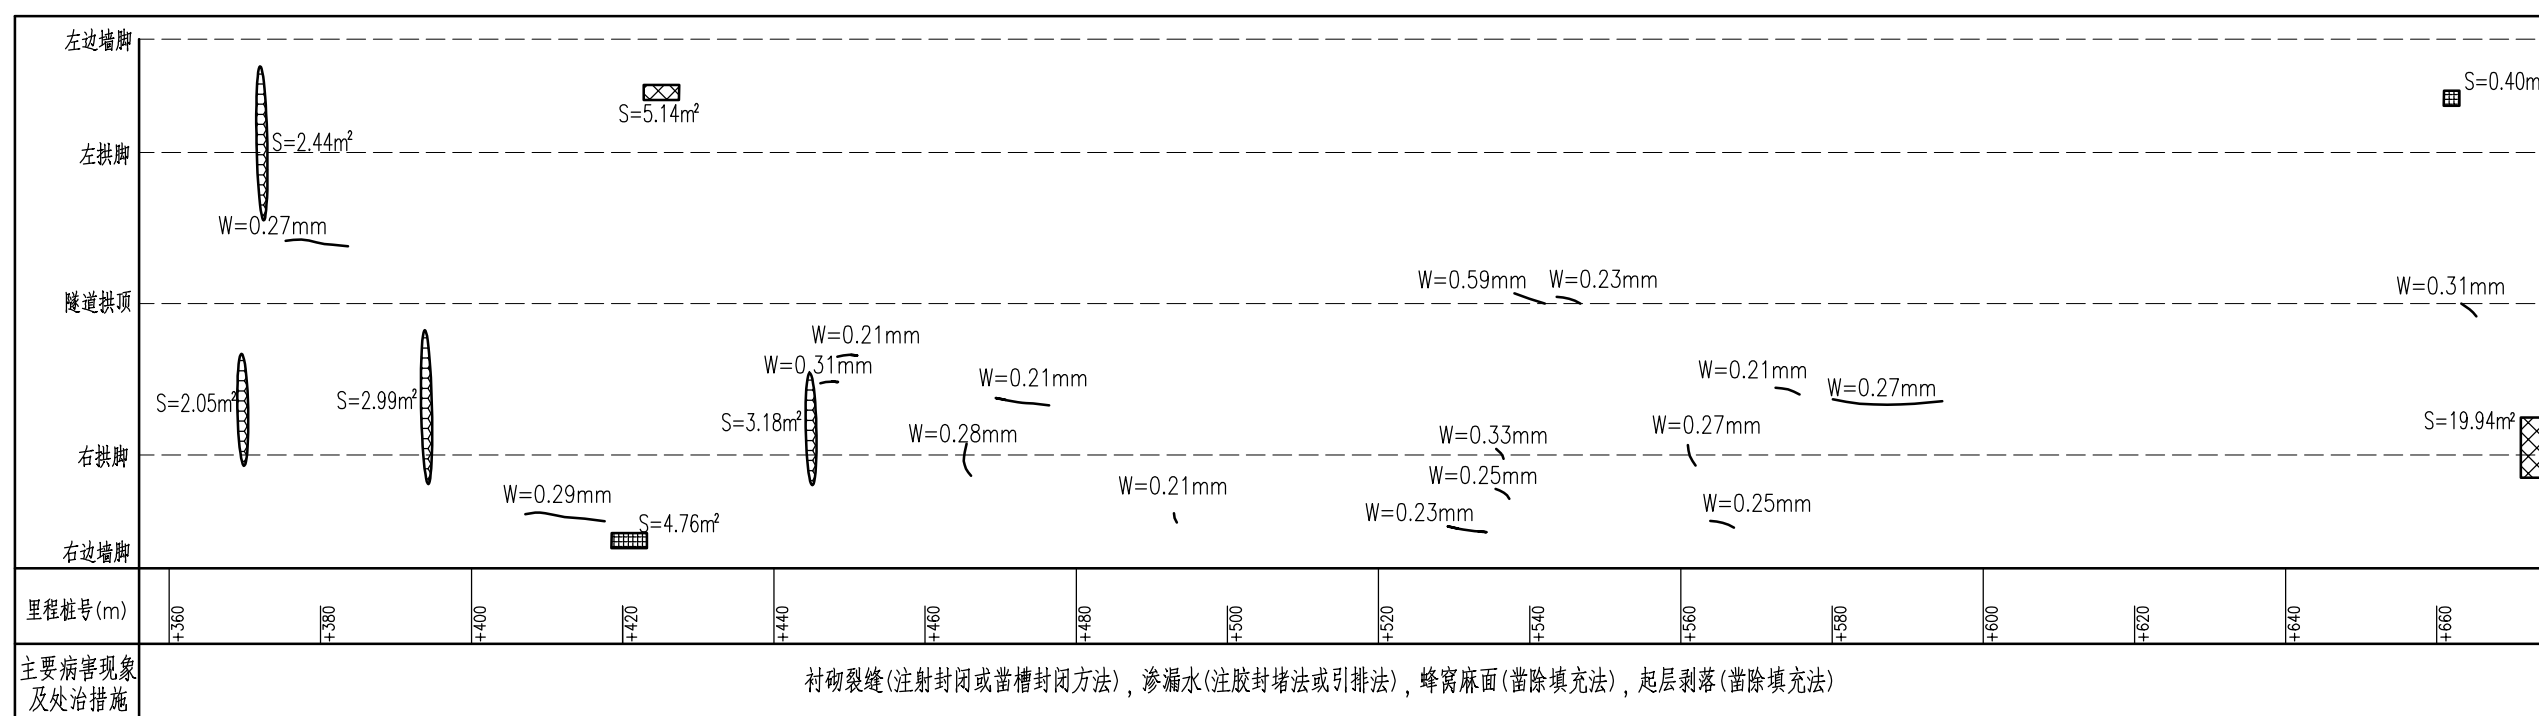 左边墙脚
S=0.40m
S=5.14m²
S=2.44m²
左拱脚
W=0.27mm
W=0.59mm
W=0.23mm
W=0.31mm
隧道拱顶
W=0.21mm
W=0.31mm
W=0.21mm
W=0.21mm
W=0.27mm
S=2.05m²
S=2.99m²
S=3.18m²
S=19.94m²
W=0.28mm
W=0.33mm
W=0.27mm
右拱脚
W=0.25mm
W=0.29mm
W=0.21mm
W=0.23mm
W=0.25mm
S=4.76m²
右边墙脚
里程桩号(m)
+360
+380
+400
+420
+440
+460
+480
+500
+520
+540
+560
+580
+600
+620
+640
+660
主要病害现象
及处治措施
衬砌裂缝(注射封闭或凿槽封闭方法)，渗漏水(注胶封堵法或引排法)，蜂窝麻面(凿除填充法)，起层剥落(凿除填充法)